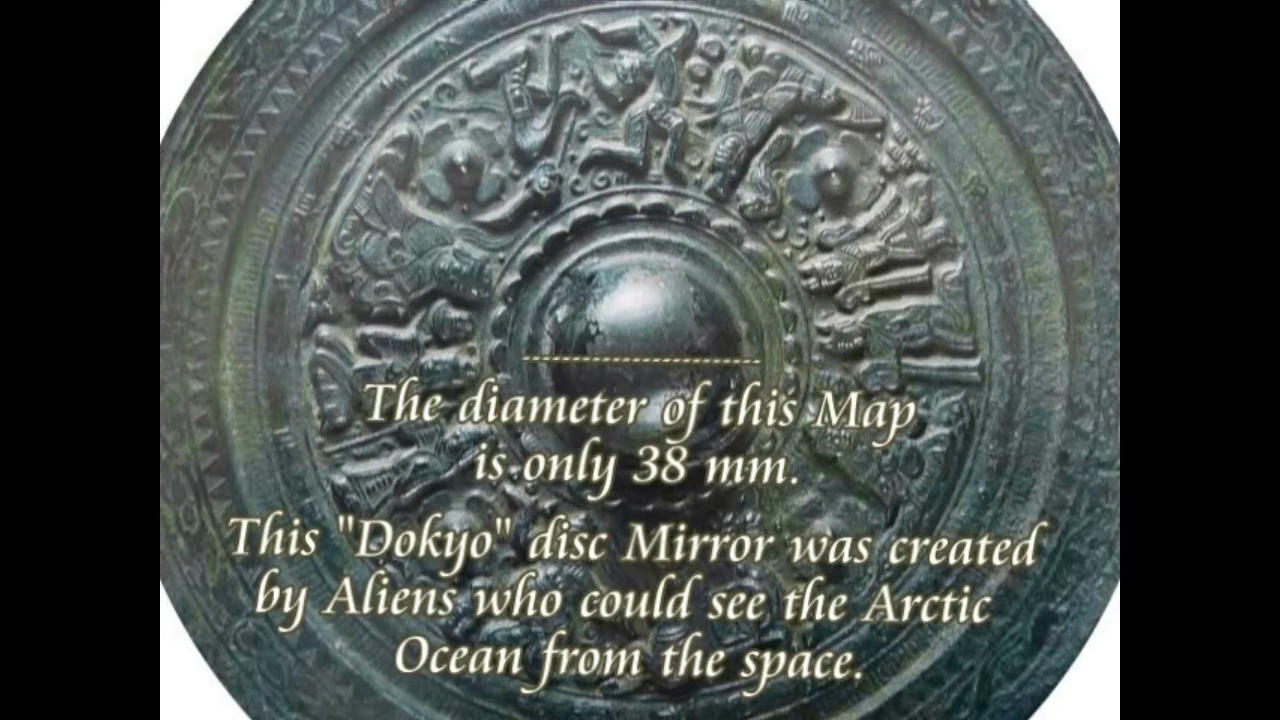 The diameter of this Map
is only 38 mm.
This "Dokyo" disc Mirror was created
by Aliens who could see the Arctic
Ocean from the space.